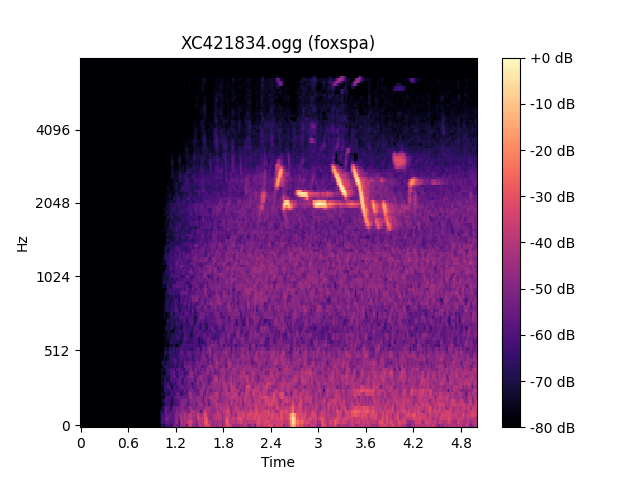 XC421834.ogg (foxspa)
+0 dB
-10 dB
-20 dB
-30 dB
-40 dB
-50 dB
-60 dB
-70 dB
-80 dB
Hz
4096
2048
1024
512
0
0 0.6 1.2 1.8 2.4 3 3.6 4.2 4.8
Time